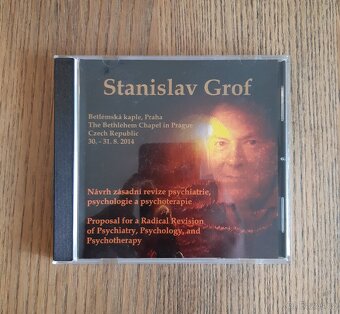 Stanislav Grof
Betlémská kaple, Praha
The Bethlehem Chapel in Prague
Czech Republic
30. - 31. 8. 2014
Návrh zásadní revize psychiatrie,
psychologie a psychoterapie
Proposal for a Radical Revision
of Psychiatry, Psychology, and
Psychotherapy